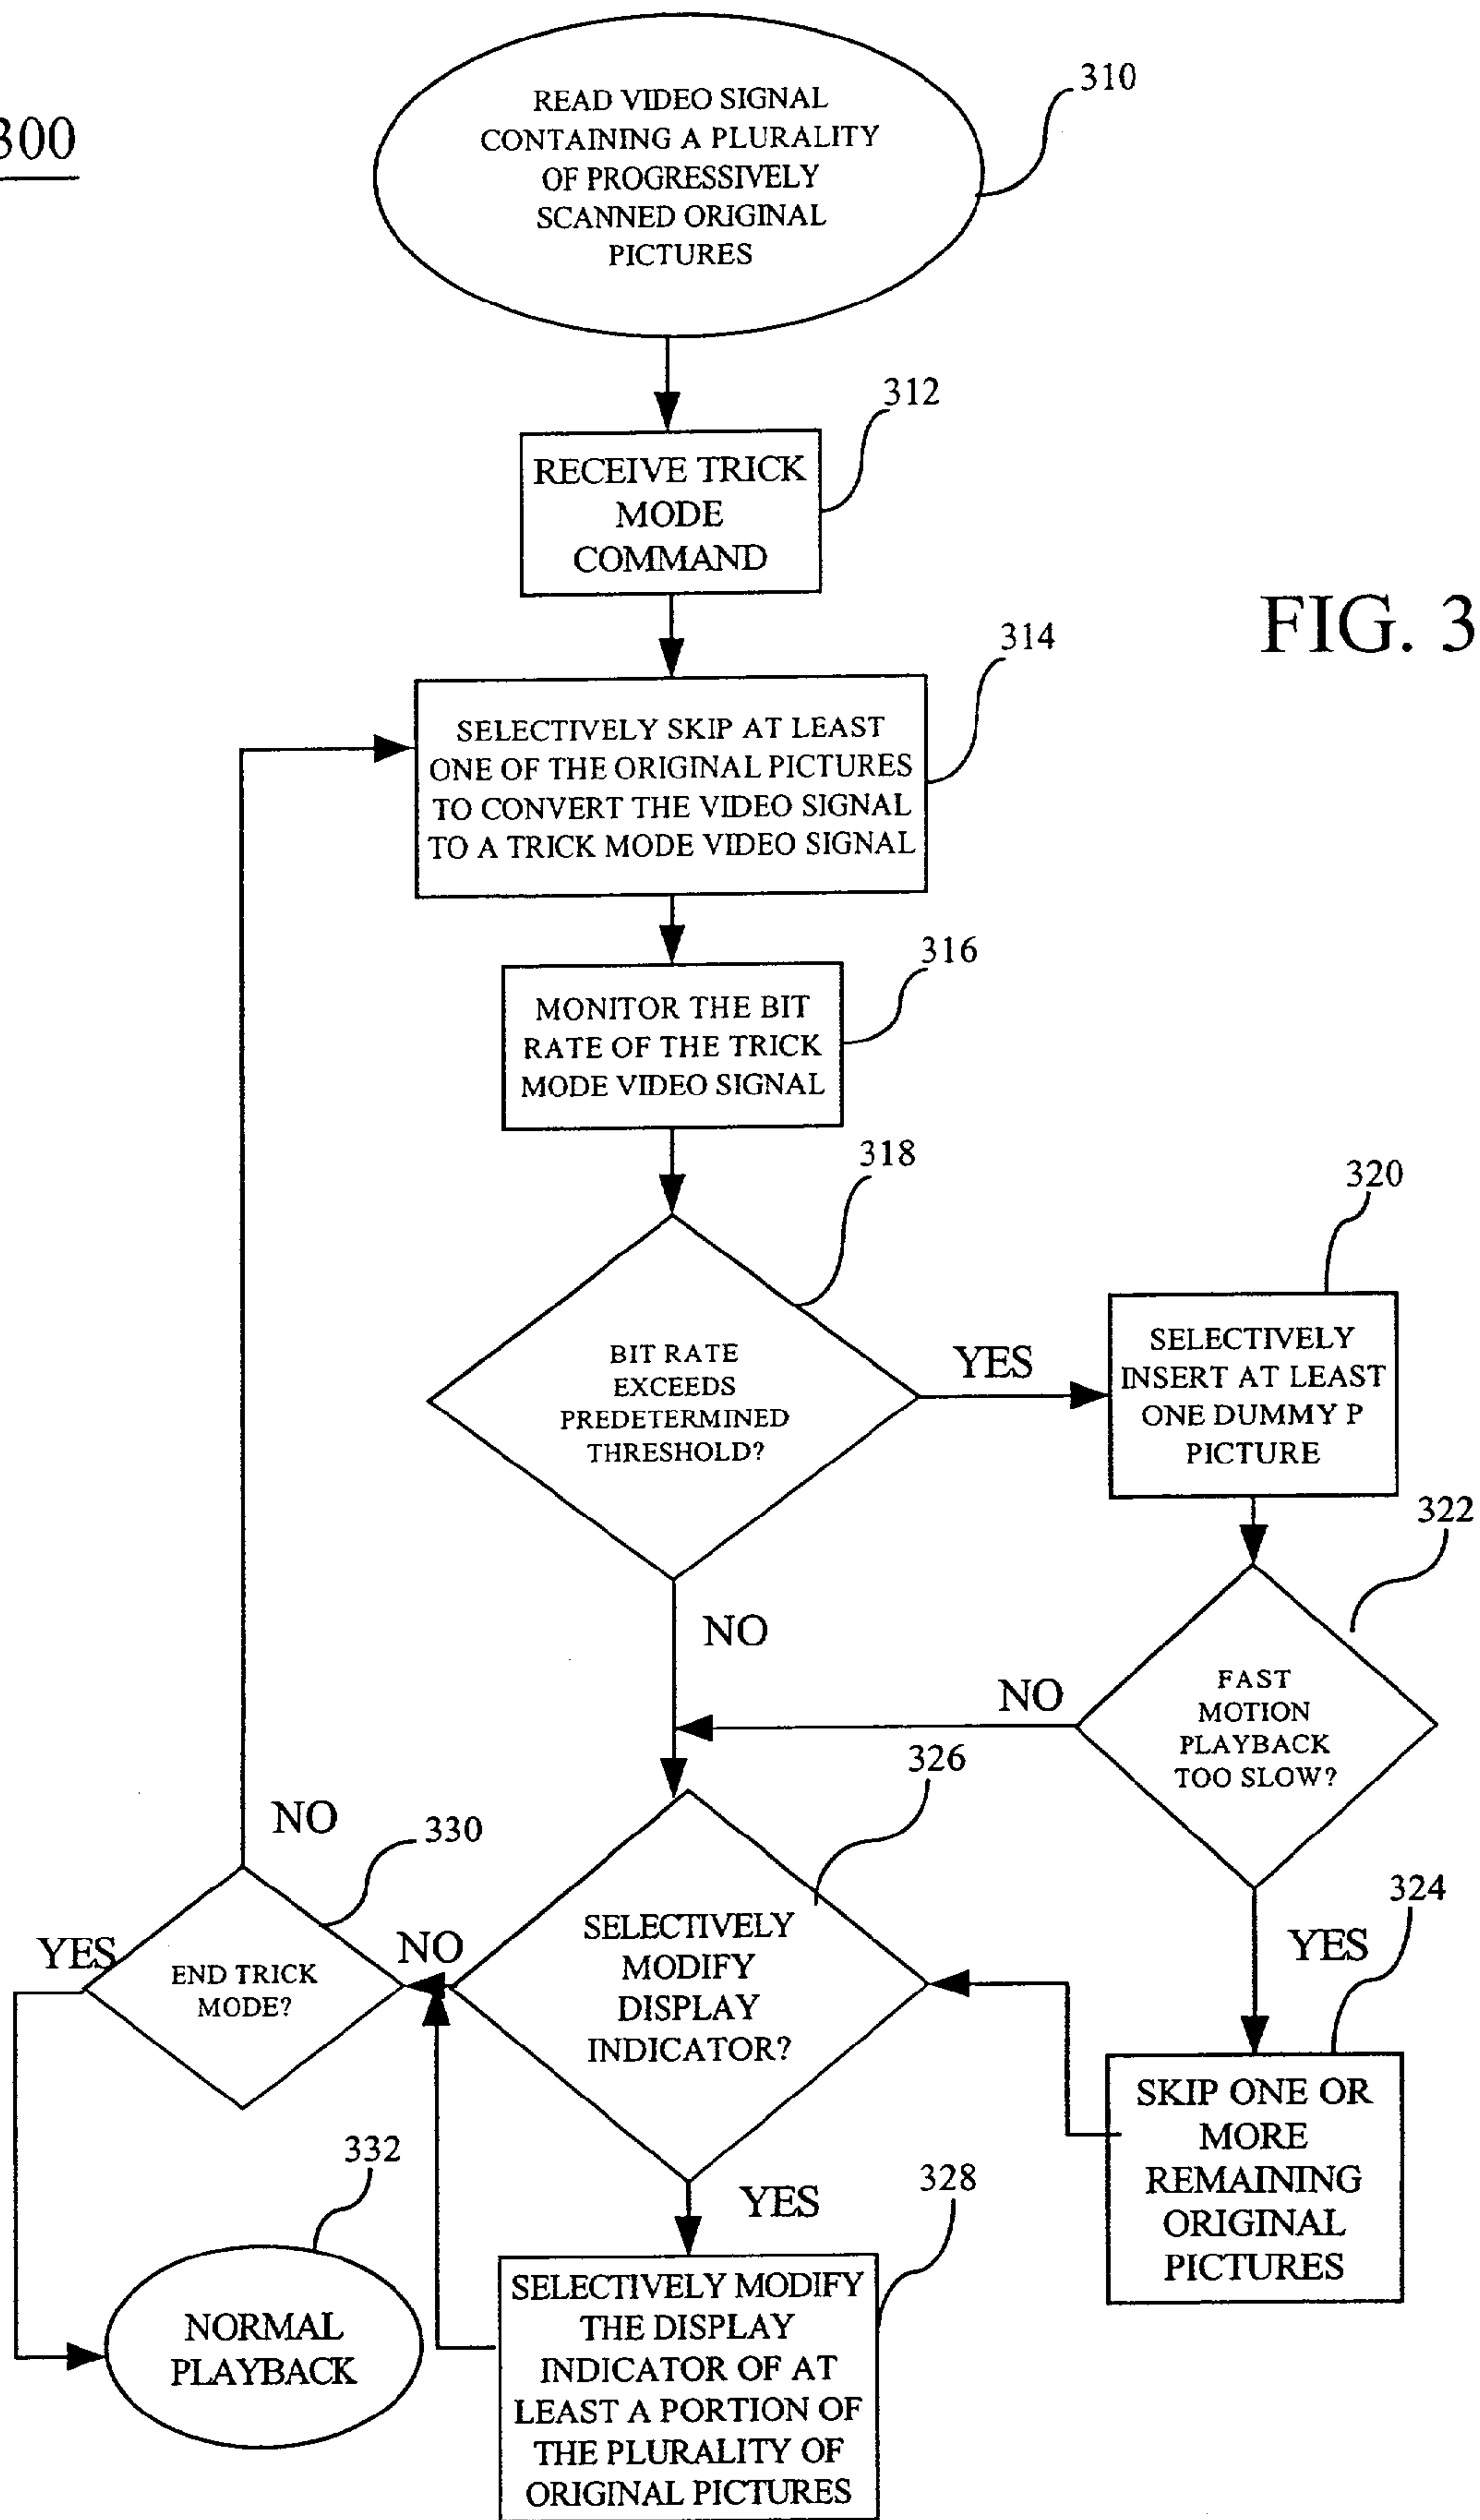 300
310
READ VIDEO SIGNAL
CONTAINING A PLURALITY
OF PROGRESSIVELY
SCANNED ORIGINAL
PICTURES
312
RECEIVE TRICK
MODE
COMMAND
FIG. 3
314
SELECTIVELY SKIP AT LEAST
ONE OF THE ORIGINAL PICTURES
TO CONVERT THE VIDEO SIGNAL
TO A TRICK MODE VIDEO SIGNAL
316
MONITOR THE BIT
RATE OF THE TRICK
MODE VIDEO SIGNAL
318
BIT RATE
EXCEEDS
PREDETERMINED
THRESHOLD?
YES
320
SELECTIVELY
INSERT AT LEAST
ONE DUMMY P
PICTURE
322
NO
FAST
MOTION
PLAYBACK
TOO SLOW?
NO
326
SELECTIVELY
MODIFY
DISPLAY
INDICATOR?
NO
330
NO
END TRICK
MODE?
YES
324
YES
SKIP ONE OR
MORE
REMAINING
ORIGINAL
PICTURES
332
NORMAL
PLAYBACK
YES
328
SELECTIVELY MODIFY
THE DISPLAY
INDICATOR OF AT
LEAST A PORTION OF
THE PLURALITY OF
ORIGINAL PICTURES